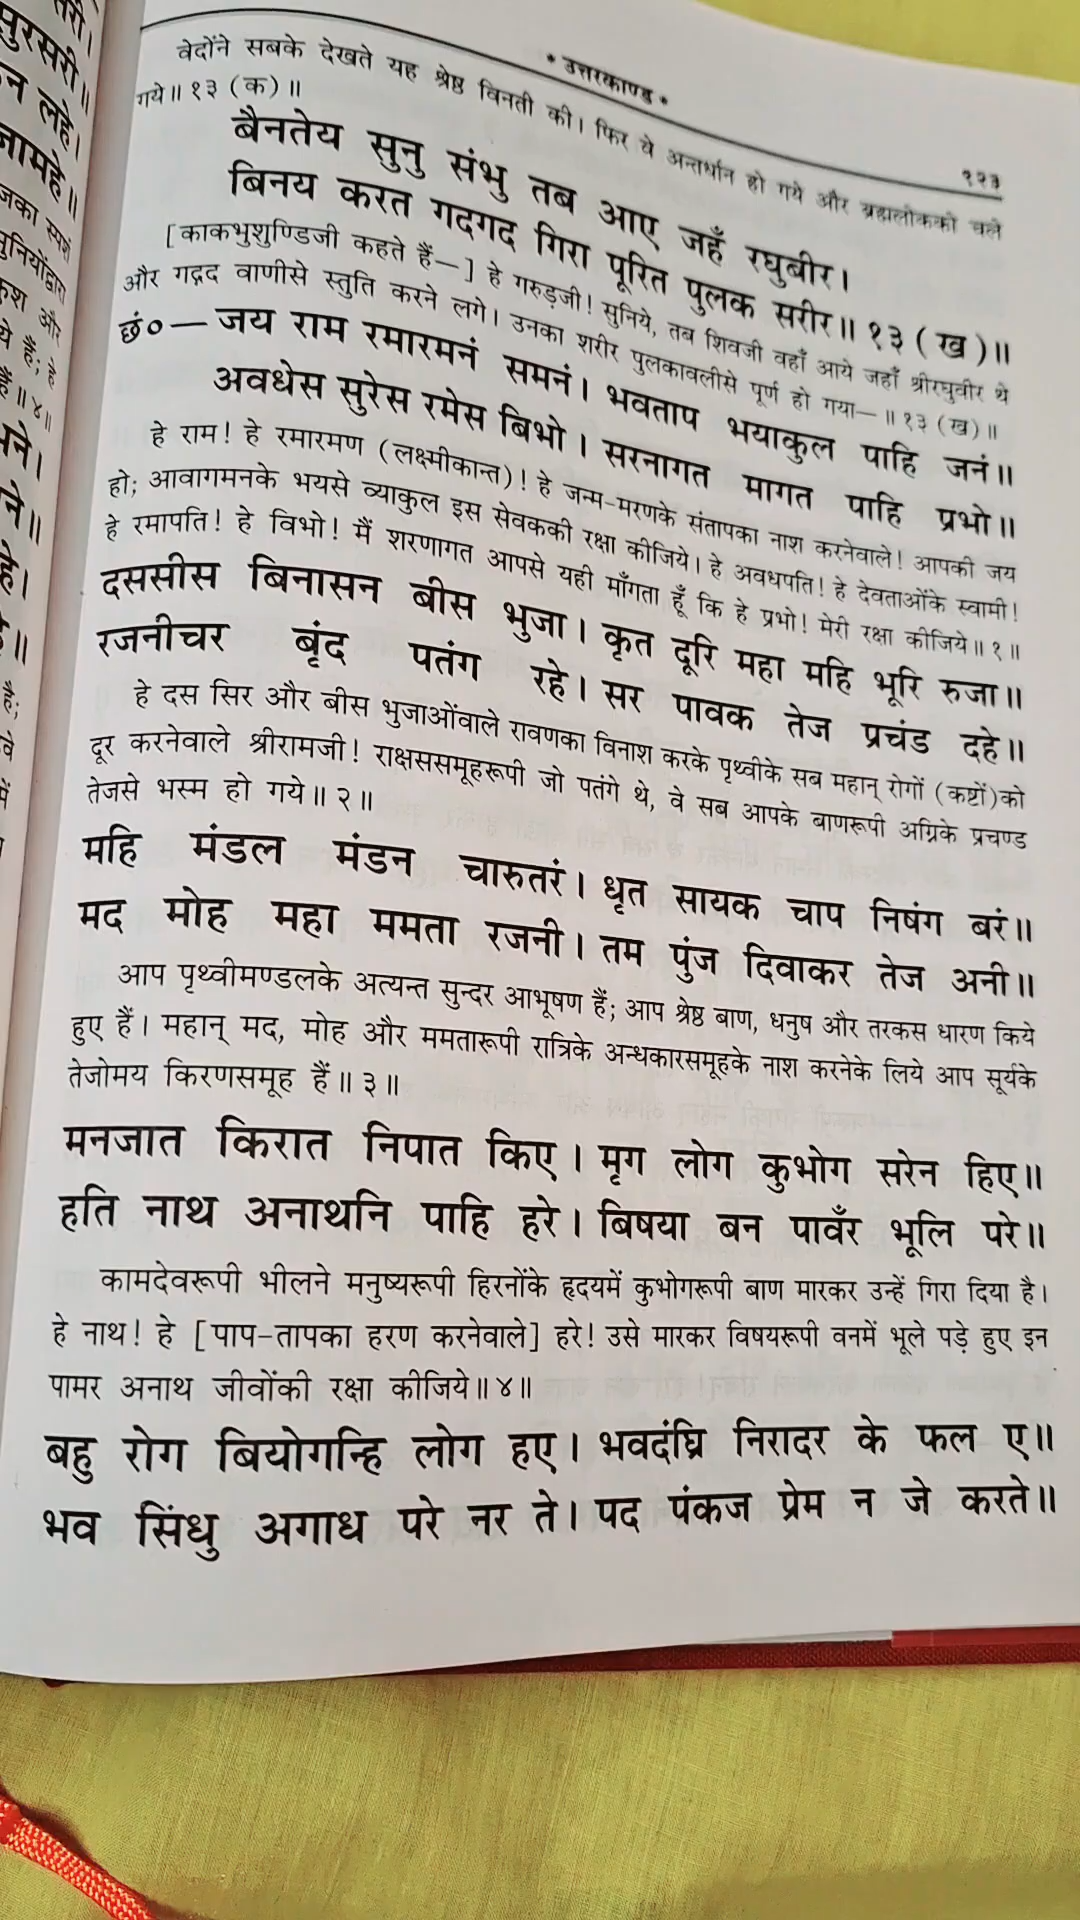 * उत्तरकाण्ड *
१२३
वेदोंने सबके देखते यह श्रेष्ठ विनती की। फिर वे अन्तर्धान हो गये और ब्रह्मलोकको चले
गये॥ १३ (क)॥
बैनतेय सुनु संभु तब आए जहँ रघुबीर।
बिनय करत गदगद गिरा पूरित पुलक सरीर॥ १३ ( ख )॥
[काकभुशुण्डिजी कहते हैं—] हे गरुड़जी! सुनिये, तब शिवजी वहाँ आये जहाँ श्रीरघुवीर थे
और गद्गद वाणीसे स्तुति करने लगे। उनका शरीर पुलकावलीसे पूर्ण हो गया—॥ १३ (ख)॥
छं०— जय राम रमारमनं समनं। भवताप भयाकुल पाहि जनं॥
अवधेस सुरेस रमेस बिभो। सरनागत मागत पाहि प्रभो॥
हे राम! हे रमारमण (लक्ष्मीकान्त)! हे जन्म-मरणके संतापका नाश करनेवाले! आपकी जय
हो; आवागमनके भयसे व्याकुल इस सेवककी रक्षा कीजिये। हे अवधपति! हे देवताओंके स्वामी!
हे रमापति! हे विभो! मैं शरणागत आपसे यही माँगता हूँ कि हे प्रभो! मेरी रक्षा कीजिये॥ १॥
दससीस बिनासन बीस भुजा। कृत दूरि महा महि भूरि रुजा॥
रजनीचर बृंद पतंग रहे। सर पावक तेज प्रचंड दहे॥
हे दस सिर और बीस भुजाओंवाले रावणका विनाश करके पृथ्वीके सब महान् रोगों (कष्टों)को
दूर करनेवाले श्रीरामजी! राक्षससमूहरूपी जो पतंगे थे, वे सब आपके बाणरूपी अग्निके प्रचण्ड
तेजसे भस्म हो गये॥ २॥
महि मंडल मंडन चारुतरं। धृत सायक चाप निषंग बरं॥
मद मोह महा ममता रजनी। तम पुंज दिवाकर तेज अनी॥
आप पृथ्वीमण्डलके अत्यन्त सुन्दर आभूषण हैं; आप श्रेष्ठ बाण, धनुष और तरकस धारण किये
हुए हैं। महान् मद, मोह और ममतारूपी रात्रिके अन्धकारसमूहके नाश करनेके लिये आप सूर्यके
तेजोमय किरणसमूह हैं॥ ३॥
मनजात किरात निपात किए। मृग लोग कुभोग सरेन हिए॥
हति नाथ अनाथनि पाहि हरे। बिषया बन पावँर भूलि परे॥
कामदेवरूपी भीलने मनुष्यरूपी हिरनोंके हृदयमें कुभोगरूपी बाण मारकर उन्हें गिरा दिया है।
हे नाथ! हे [पाप-तापका हरण करनेवाले] हरे! उसे मारकर विषयरूपी वनमें भूले पड़े हुए इन
पामर अनाथ जीवोंकी रक्षा कीजिये॥ ४॥
बहु रोग बियोगन्हि लोग हए। भवदंघ्रि निरादर के फल ए॥
भव सिंधु अगाध परे नर ते। पद पंकज प्रेम न जे करते॥